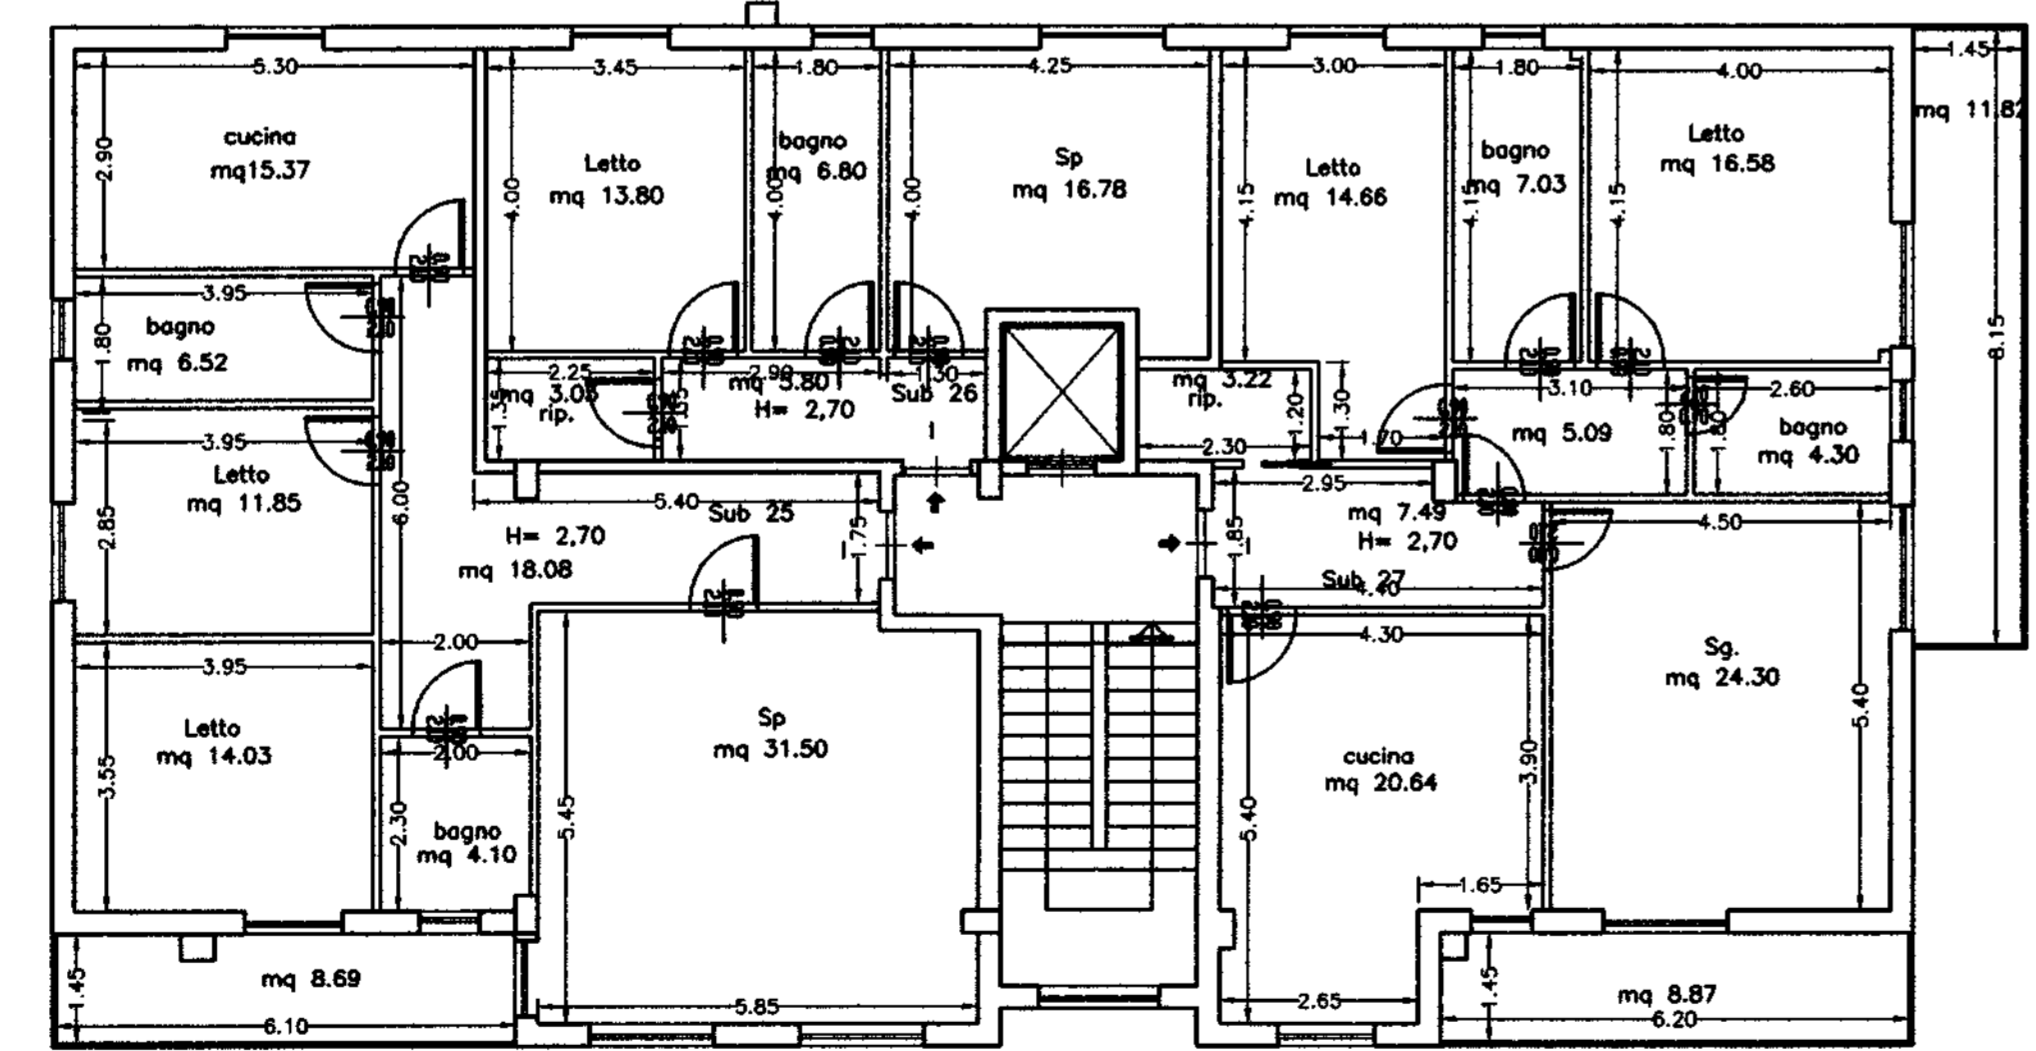 5.30
3.45
1.80
4.25
3.00
1.80
4.00
1.45
cucina
mq15.37
2.90
Letto
mq 13.80
4.00
bagno
mq 6.80
4.00
Sp
mq 16.78
4.00
Letto
mq 14.66
4.15
bagno
mq 7.03
4.15
Letto
mq 16.58
4.15
mq 11.82
8.15
3.95
bagno
mq 6.52
1.80
2.25
rip.
2.90
H= 2,70
1.30
Sub 26
mq 3.22
rip.
1.20
2.30
1.30
1.70
3.10
mq 5.09
1.80
2.60
bagno
mq 4.30
1.80
3.95
Letto
mq 11.85
2.85
6.00
5.40
Sub 25
H= 2,70
mq 18.08
1.75
2.95
mq 7.49
H= 2,70
1.85
Sub 27
4.40
4.50
Sg.
mq 24.30
5.40
2.00
3.95
Letto
mq 14.03
3.55
2.00
bagno
mq 4.10
2.30
Sp
mq 31.50
5.45
5.85
4.30
cucina
mq 20.64
3.90
5.40
1.65
2.65
mq 8.69
1.45
6.10
mq 8.87
1.45
6.20